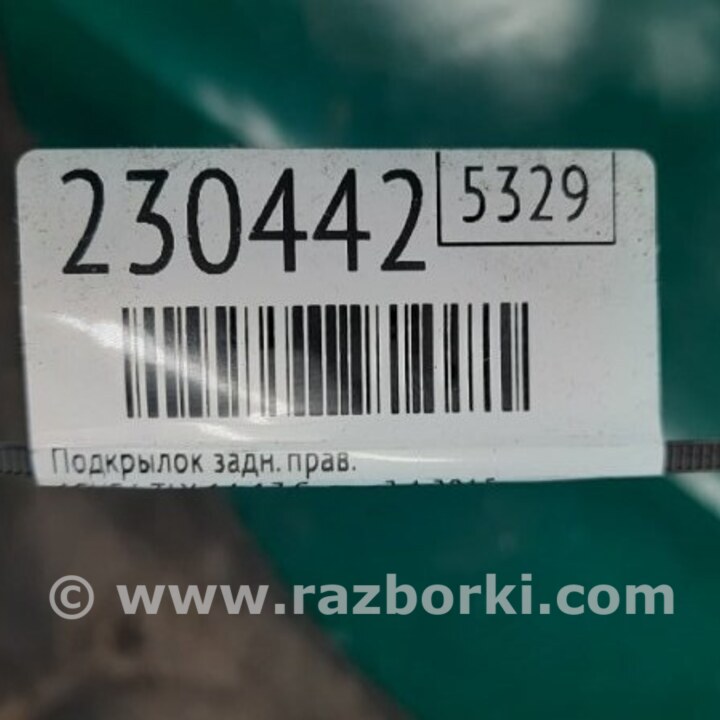 230442
5329
Подкрылок задн. прав.
© www.razborki.com